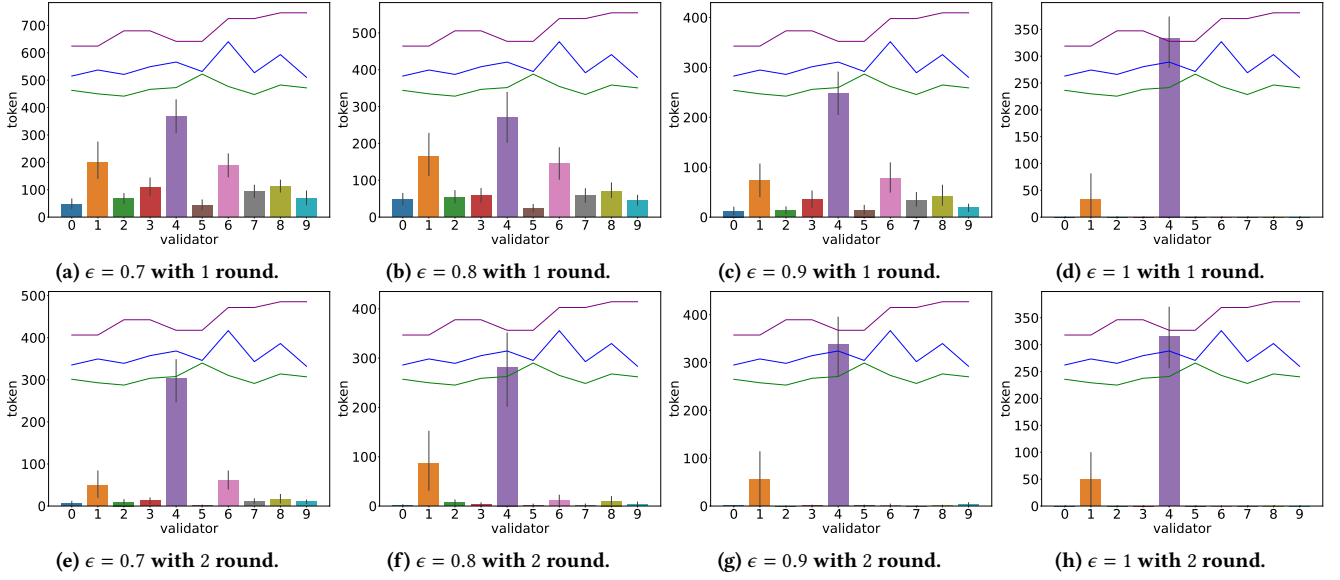 token
700
600
500
400
300
200
100
0
0 1 2 3 4 5 6 7 8 9
validator
(a) ϵ = 0.7 with 1 round.
token
500
400
300
200
100
0
0 1 2 3 4 5 6 7 8 9
validator
(b) ϵ = 0.8 with 1 round.
token
400
300
200
100
0
0 1 2 3 4 5 6 7 8 9
validator
(c) ϵ = 0.9 with 1 round.
token
350
300
250
200
150
100
50
0
0 1 2 3 4 5 6 7 8 9
validator
(d) ϵ = 1 with 1 round.
token
500
400
300
200
100
0
0 1 2 3 4 5 6 7 8 9
validator
(e) ϵ = 0.7 with 2 round.
token
400
300
200
100
0
0 1 2 3 4 5 6 7 8 9
validator
(f) ϵ = 0.8 with 2 round.
token
400
300
200
100
0
0 1 2 3 4 5 6 7 8 9
validator
(g) ϵ = 0.9 with 2 round.
token
350
300
250
200
150
100
50
0
0 1 2 3 4 5 6 7 8 9
validator
(h) ϵ = 1 with 2 round.